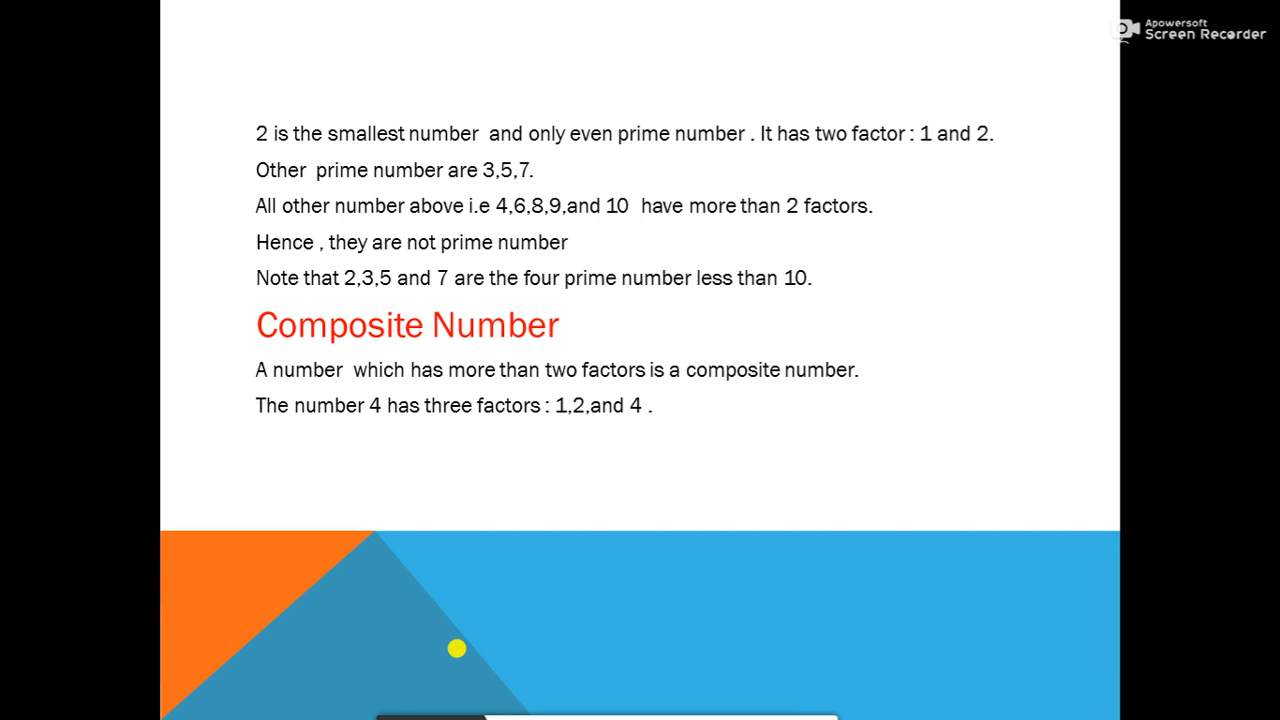 Apowersoft
Screen Recorder
2 is the smallest number and only even prime number . It has two factor : 1 and 2.
Other prime number are 3,5,7.
All other number above i.e 4,6,8,9,and 10 have more than 2 factors.
Hence , they are not prime number
Note that 2,3,5 and 7 are the four prime number less than 10.
Composite Number
A number which has more than two factors is a composite number.
The number 4 has three factors : 1,2,and 4 .